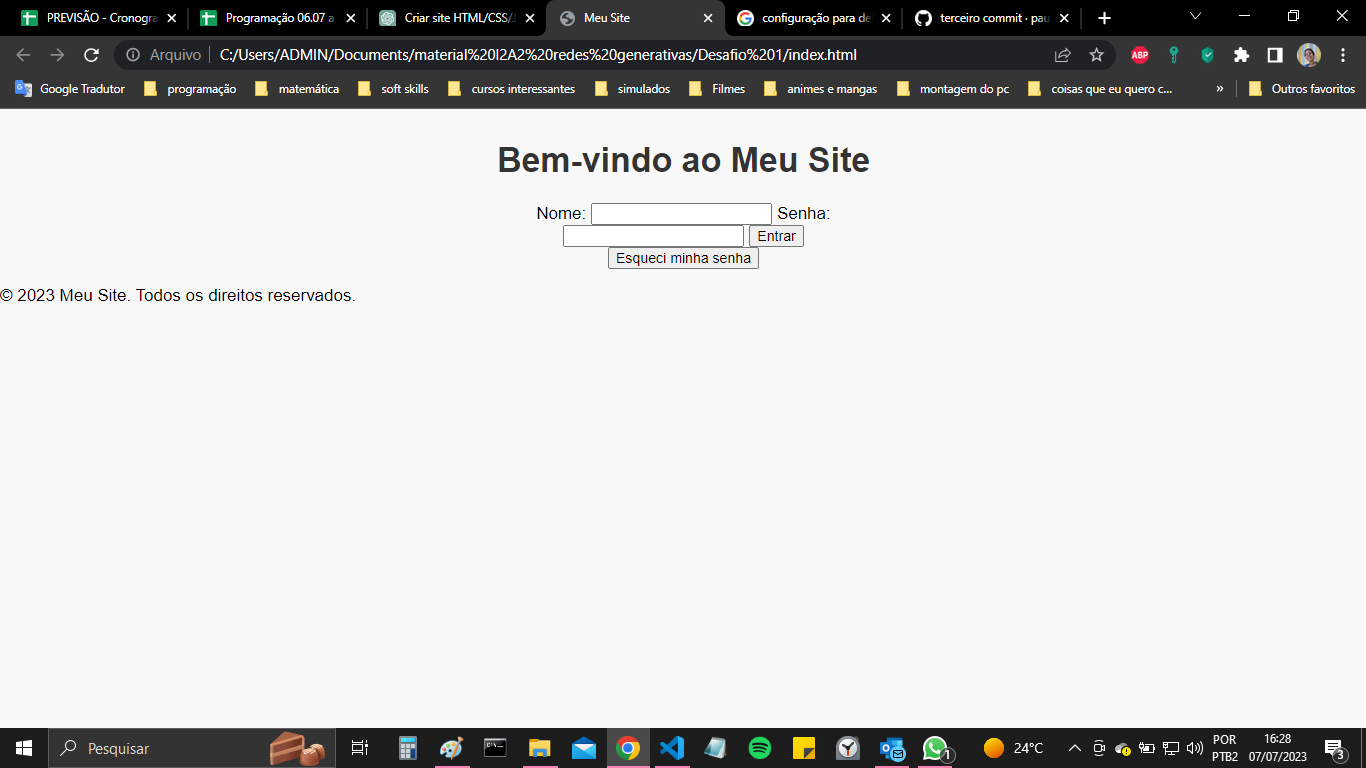 PREVISÃO - Cronogra
Programação 06.07 a
Criar site HTML/CSS/J
Meu Site
configuração para de
terceiro commit · pau
Arquivo
C:/Users/ADMIN/Documents/material%20I2A2%20redes%20generativas/Desafio%201/index.html
ABP
Google Tradutor
programação
matemática
soft skills
cursos interessantes
simulados
Filmes
animes e mangas
montagem do pc
coisas que eu quero c...
»
Outros favoritos
Bem-vindo ao Meu Site
Nome: Senha:
Entrar
Esqueci minha senha
© 2023 Meu Site. Todos os direitos reservados.
Pesquisar
1
24°C
POR
PTB2
16:28
07/07/2023
3